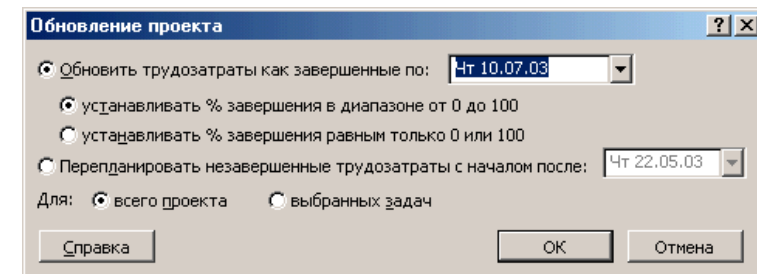 Обновление проекта
Обновить трудозатраты как завершенные по: Чт 10.07.03
устанавливать % завершения в диапазоне от 0 до 100
устанавливать % завершения равным только 0 или 100
Перепланировать незавершенные трудозатраты с началом после: Чт 22.05.03
Для: всего проекта выбранных задач
Справка ОК Отмена